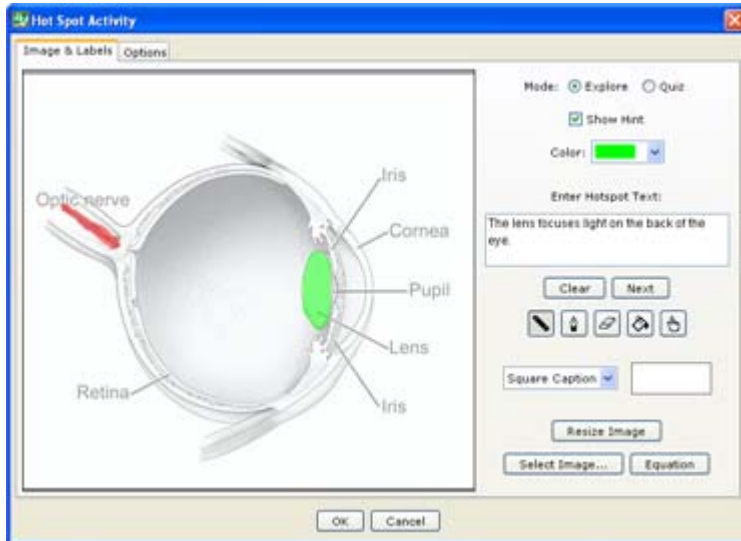 Hot Spot Activity
Image & Labels Options
Mode: Explore Quiz
Show Hint
Color:
Enter Hotspot Text:
The lens focuses light on the back of the
eye.
Clear Next
Square Caption
Resize Image
Select Image... Equation
Iris
Optic nerve
Cornea
Pupil
Lens
Retina
Iris
OK Cancel